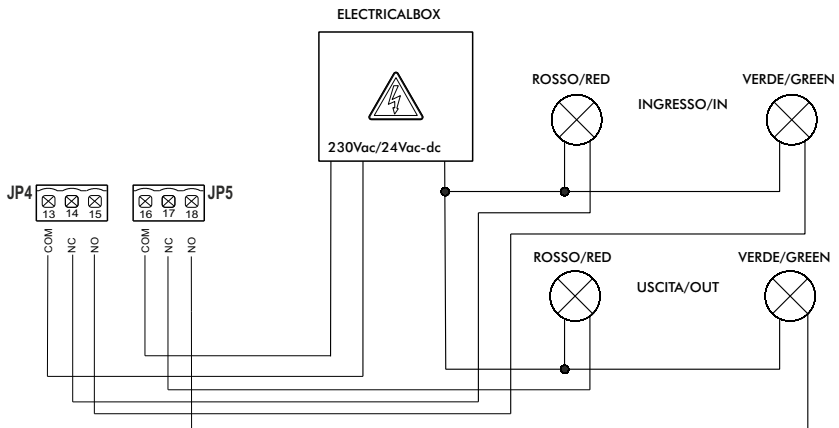 ELECTRICALBOX
ROSSO/RED
VERDE/GREEN
INGRESSO/IN
230Vac/24Vac-dc
JP4
13 14 15
16 17 18
JP5
COM NC NO
COM NC NO
ROSSO/RED
VERDE/GREEN
USCITA/OUT